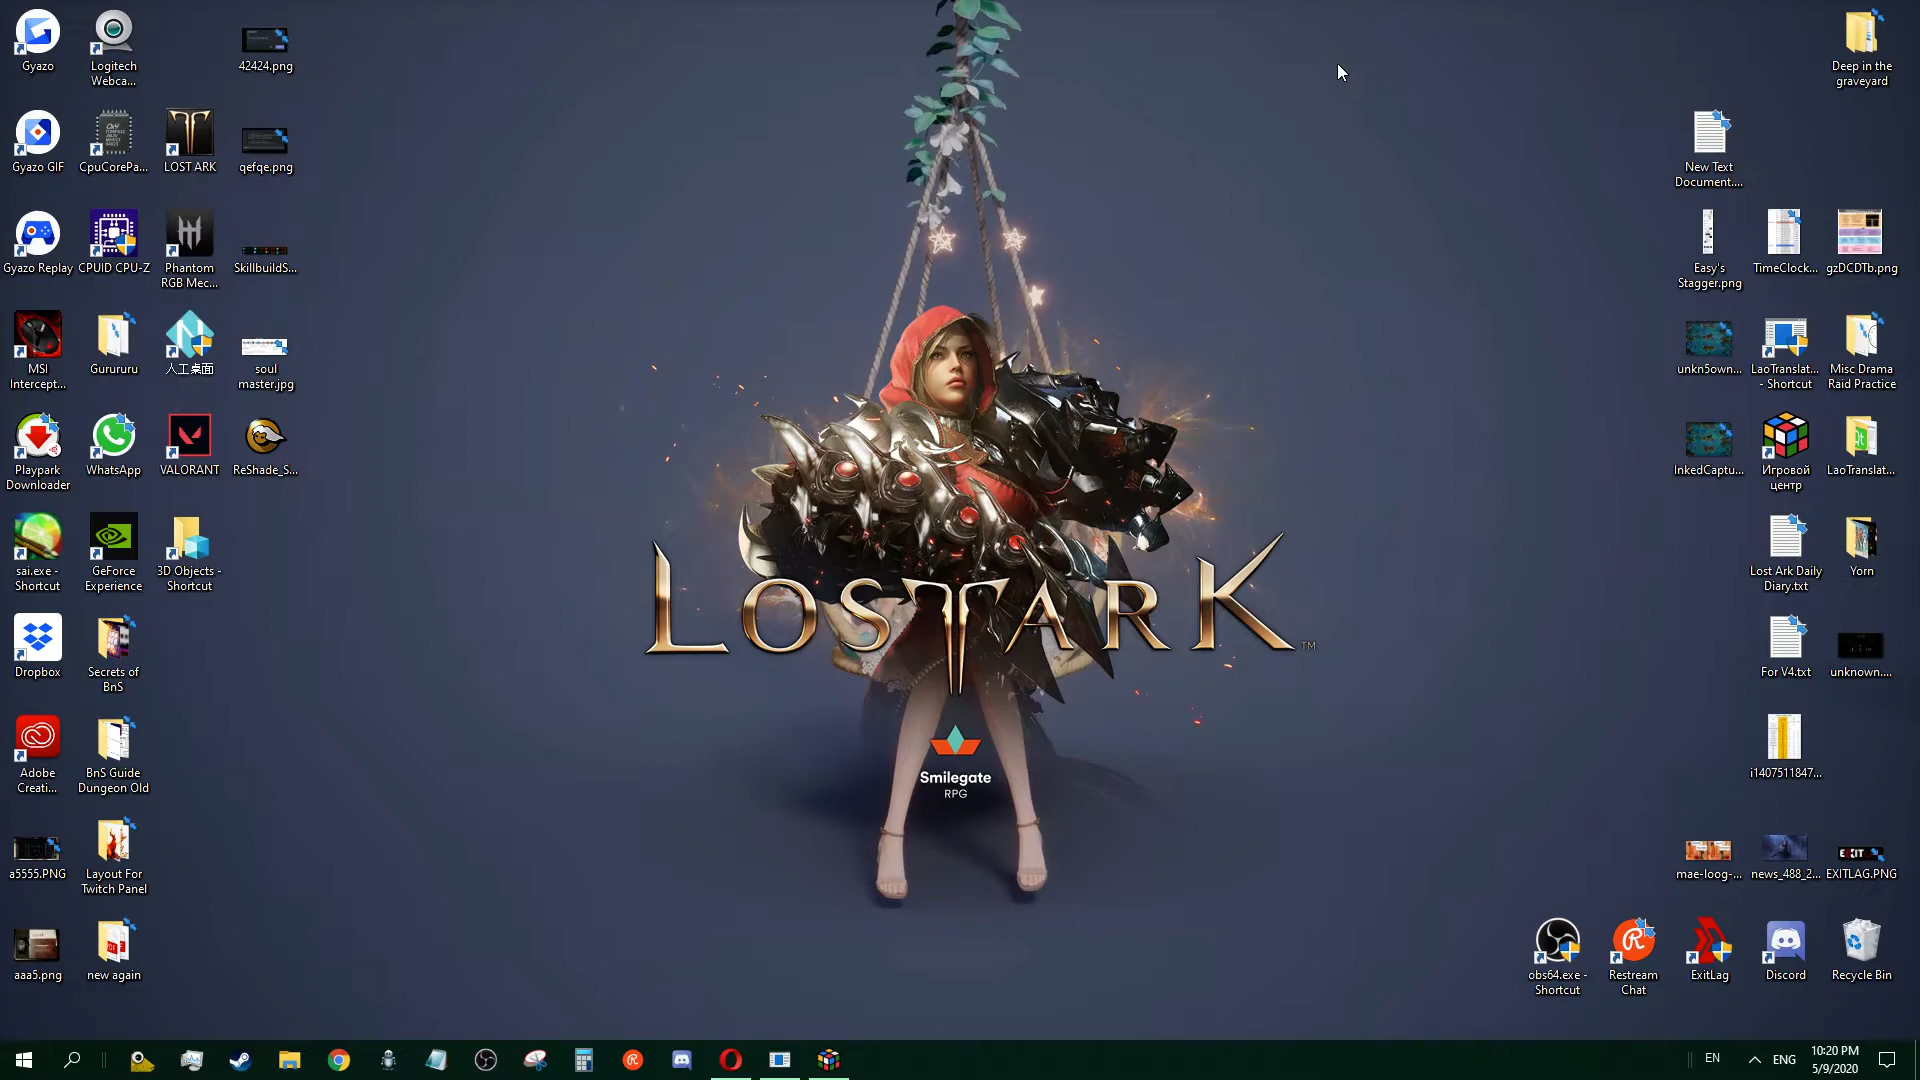 Gyazo
Logitech
Webca...
42424.png
Deep in the
graveyard
Gyazo GIF
CpuCorePa...
LOST ARK
qefqe.png
New Text
Document....
Gyazo Replay
CPUID CPU-Z
Phantom
RGB Mec...
SkillbuildS...
Easy's
Stagger.png
TimeClock...
gzDCDTb.png
MSI
Intercept...
Gurururu
人工桌面
soul
master.jpg
unkn5own...
LaoTranslat...
- Shortcut
Misc Drama
Raid Practice
Playpark
Downloader
WhatsApp
VALORANT
ReShade_S...
InkedCaptu...
Игровой
центр
LaoTranslat...
sai.exe -
Shortcut
GeForce
Experience
3D Objects -
Shortcut
Lost Ark Daily
Diary.txt
Yorn
LOST ARK
TM
Dropbox
Secrets of
BnS
For V4.txt
unknown....
Smilegate
RPG
Adobe
Creati...
BnS Guide
Dungeon Old
i1407511847...
a5555.PNG
Layout For
Twitch Panel
mae-loog-...
news_488_2...
EXIT
EXITLAG.PNG
aaa5.png
new again
obs64.exe -
Shortcut
Restream
Chat
ExitLag
Discord
Recycle Bin
EN
ENG
10:20 PM
5/9/2020